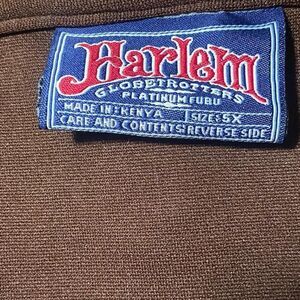 Harlem
GLOBETROTTERS
PLATINUM FUBU
MADE IN: KENYA SIZE: 5X
CARE AND CONTENTS REVERSE SIDE